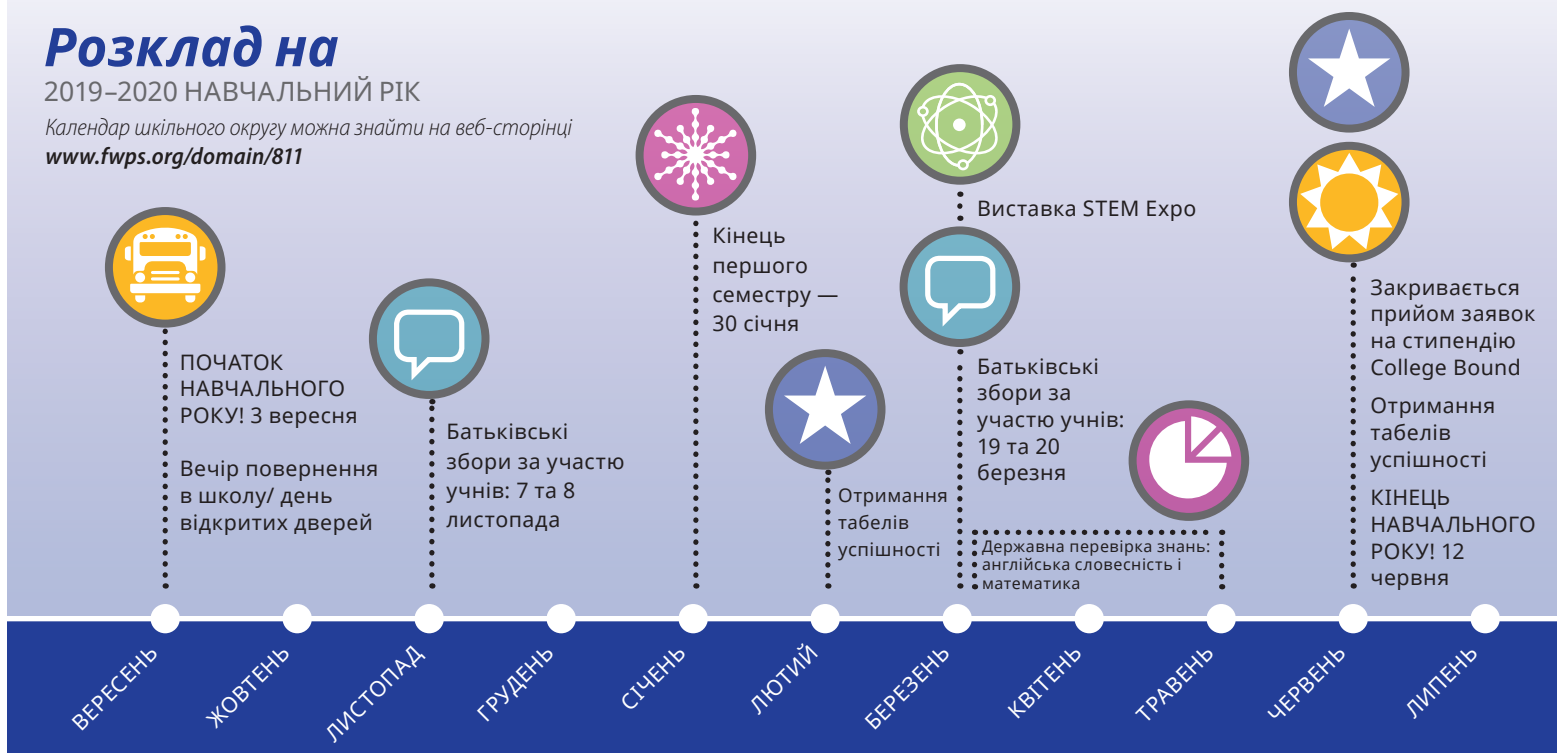 Розклад на
2019–2020 НАВЧАЛЬНИЙ РІК
Календар шкільного округу можна знайти на веб-сторінці
www.fwps.org/domain/811
ПОЧАТОК
НАВЧАЛЬНОГО
РОКУ! 3 вересня
Вечір повернення
в школу/ день
відкритих дверей
Батьківські
збори за участю
учнів: 7 та 8
листопада
Кінець
першого
семестру —
30 січня
Отримання
табелів
успішності
Виставка STEM Expo
Батьківські
збори за
участю учнів:
19 та 20
березня
Державна перевірка знань:
англійська словесність і
математика
Закривається
прийом заявок
на стипендію
College Bound
Отримання
табелів
успішності
КІНЕЦЬ
НАВЧАЛЬНОГО
РОКУ! 12
червня
ВЕРЕСЕНЬ
ЖОВТЕНЬ
ЛИСТОПАД
ГРУДЕНЬ
СІЧЕНЬ
ЛЮТИЙ
БЕРЕЗЕНЬ
КВІТЕНЬ
ТРАВЕНЬ
ЧЕРВЕНЬ
ЛИПЕНЬ